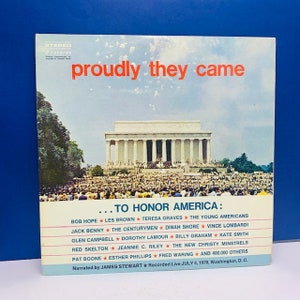 STEREO
proudly they came
...TO HONOR AMERICA:
BOB HOPE ★ LES BROWN ★ TERESA GRAVES ★ THE YOUNG AMERICANS
JACK BENNY ★ THE CENTURYMEN ★ DINAH SHORE ★ VINCE LOMBARDI
GLEN CAMPBELL ★ DOROTHY LAMOUR ★ BILLY GRAHAM ★ KATE SMITH
RED SKELTON ★ JEANNIE C. RILEY ★ THE NEW CHRISTY MINSTRELS
PAT BOONE ★ ESTHER PHILLIPS ★ FRED WARING ★ AND 400,000 OTHERS
Narrated by JAMES STEWART ★ Recorded Live JULY 4, 1970, Washington, D.C.